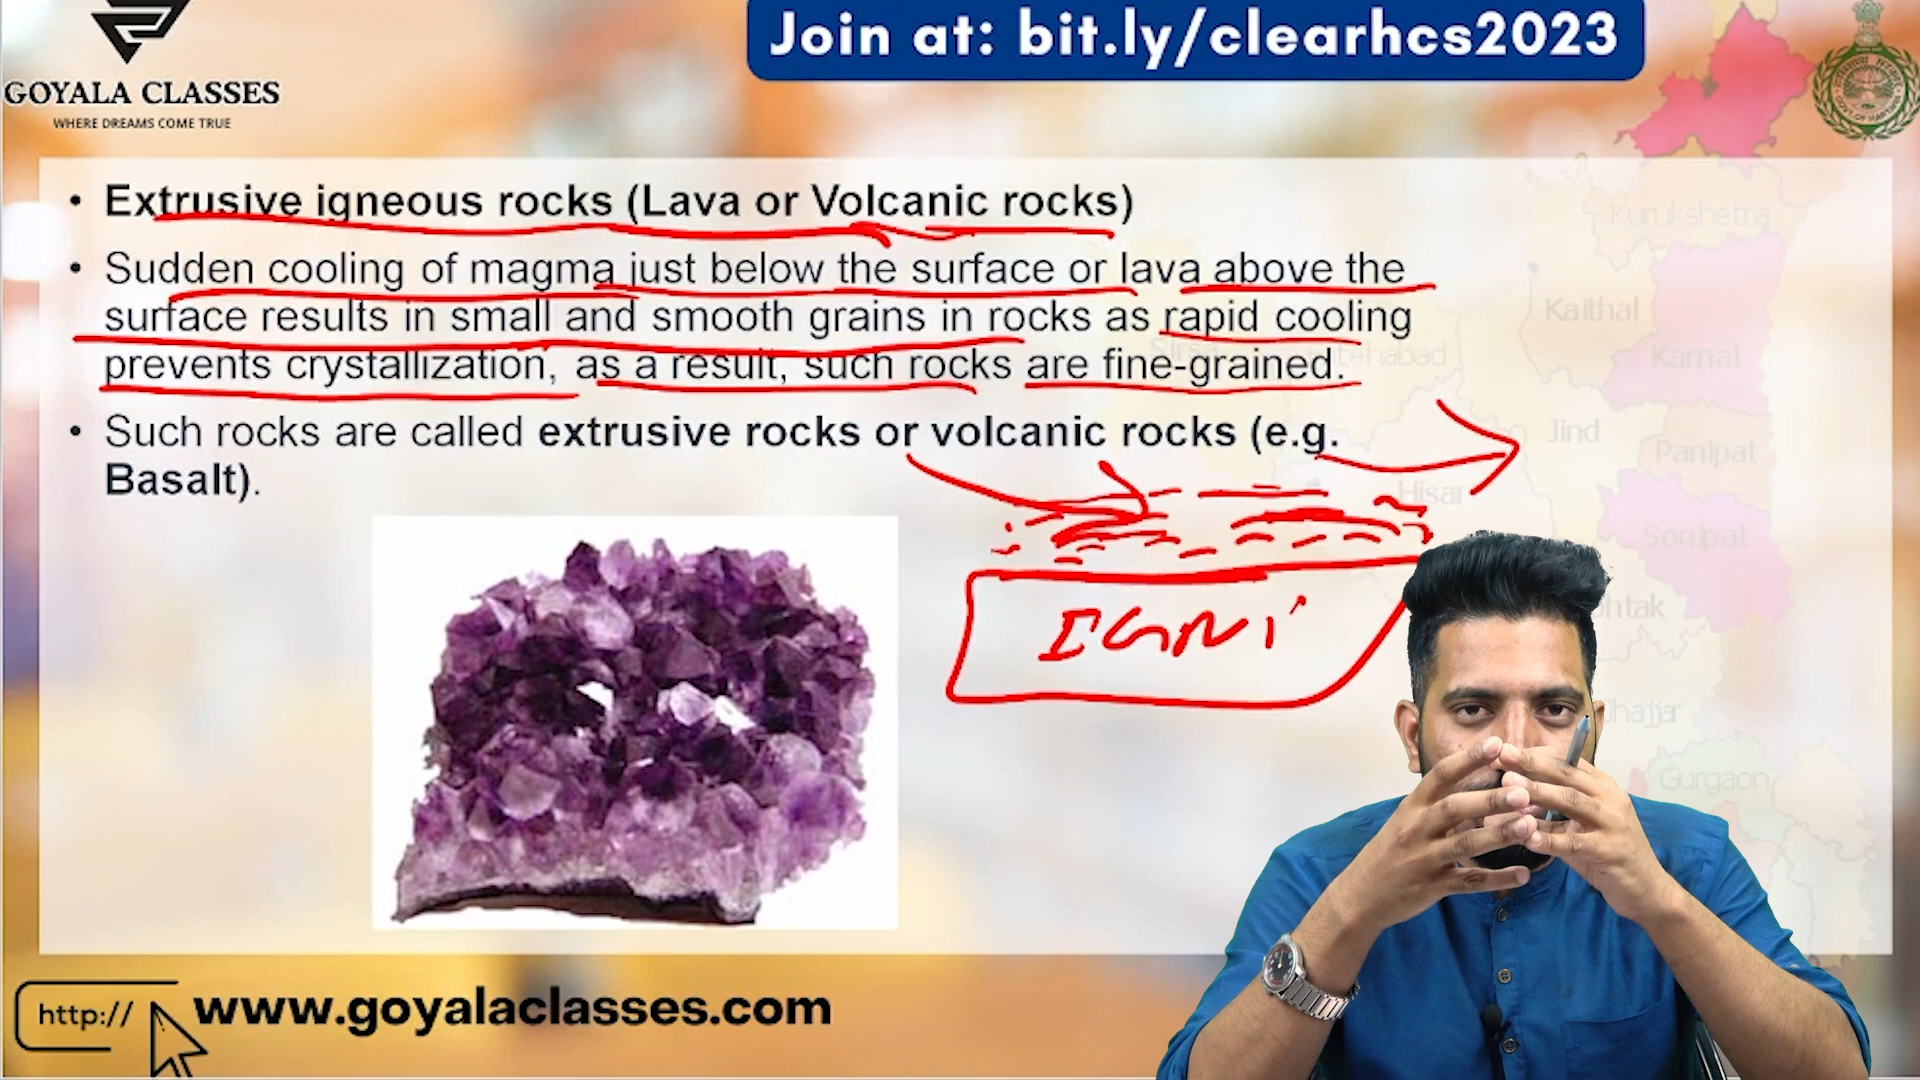 Join at: bit.ly/clearhcs2023
GOYALA CLASSES
WHERE DREAMS COME TRUE
• Extrusive igneous rocks (Lava or Volcanic rocks)
• Sudden cooling of magma just below the surface or lava above the
surface results in small and smooth grains in rocks as rapid cooling
prevents crystallization, as a result, such rocks are fine-grained.
• Such rocks are called extrusive rocks or volcanic rocks (e.g.
Basalt).
IGNI
Kurukshetra
Kaithal
Karnal
Jind
Panipat
Hisar
Sonipat
Jhajjar
Gurgaon
http://
www.goyalaclasses.com